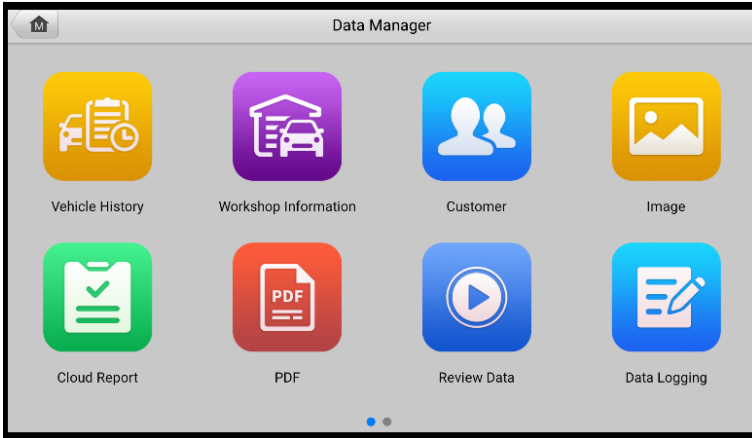 M
Data Manager
Vehicle History
Workshop Information
Customer
Image
PDF
Cloud Report
PDF
Review Data
Data Logging